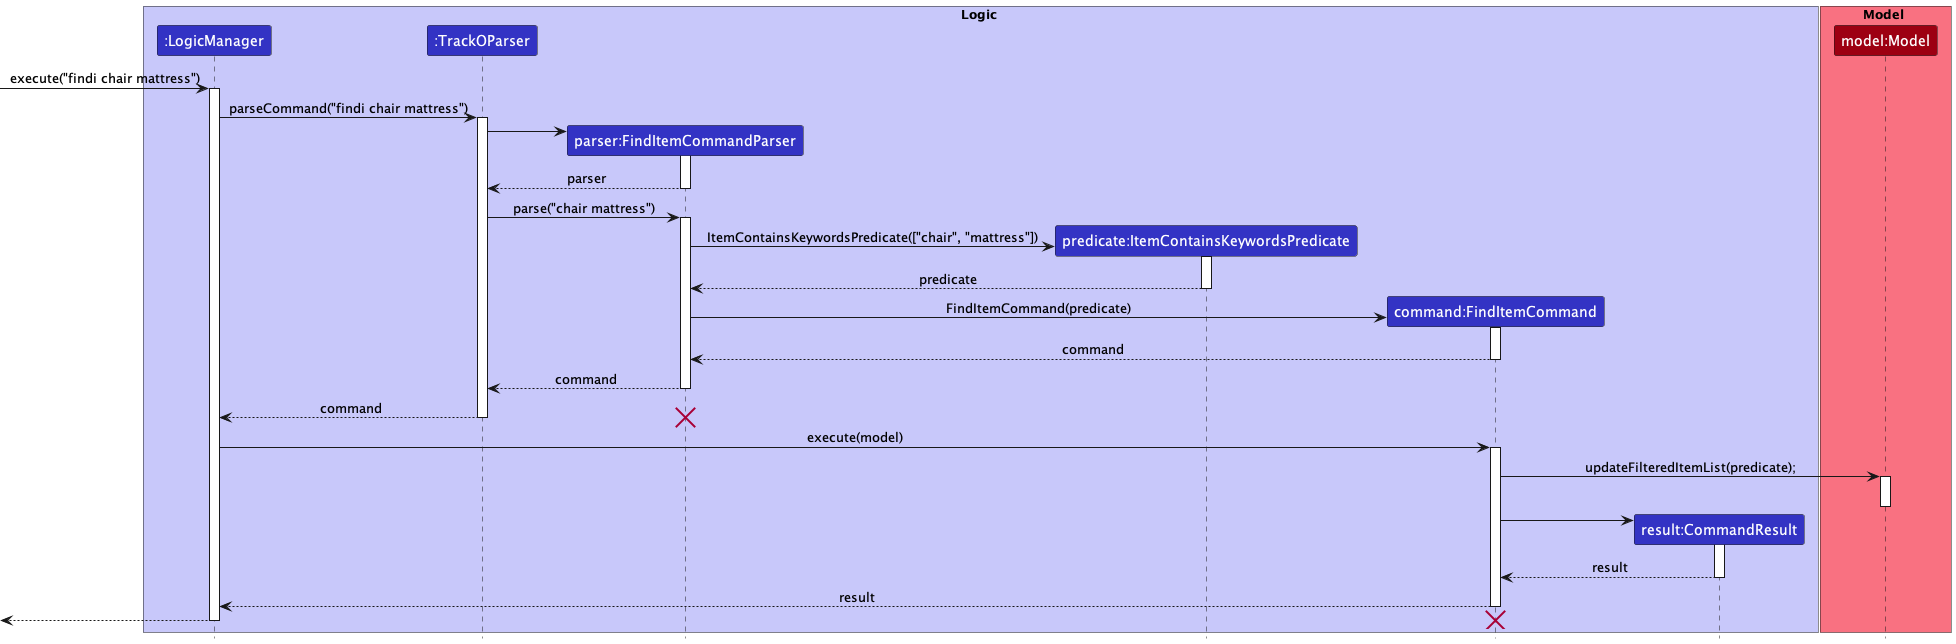 Logic
Model
:LogicManager
:TrackOParser
model:Model
execute("findi chair mattress")
parseCommand("findi chair mattress")
parser:FindItemCommandParser
parser
parse("chair mattress")
ItemContainsKeywordsPredicate(["chair", "mattress"])
predicate:ItemContainsKeywordsPredicate
predicate
FindItemCommand(predicate)
command:FindItemCommand
command
command
command
execute(model)
updateFilteredItemList(predicate);
result:CommandResult
result
result